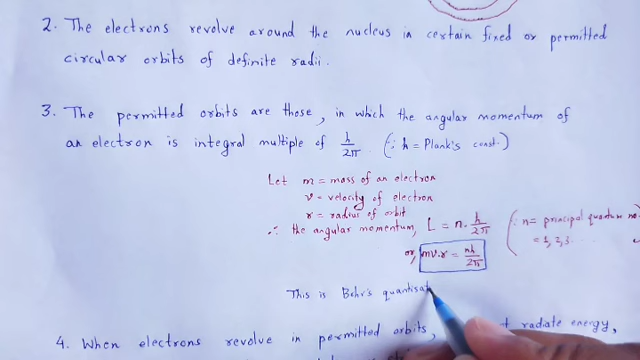 2. The electrons revolve around the nucleus in certain fixed or permitted
circular orbits of definite radii.
3. The permitted orbits are those, in which the angular momentum of
an electron is integral multiple of h/2π. (∵ h = Plank's const.)
Let m = mass of an electron
v = velocity of electron
r = radius of orbit
∴ the angular momentum, L = n. h/2π (∵ n = principal quantum no.
= 1, 2, 3.....
or, mv.r = nh/2π
This is Bohr's quantisat
4. When electrons revolve in permitted orbits, radiate energy,